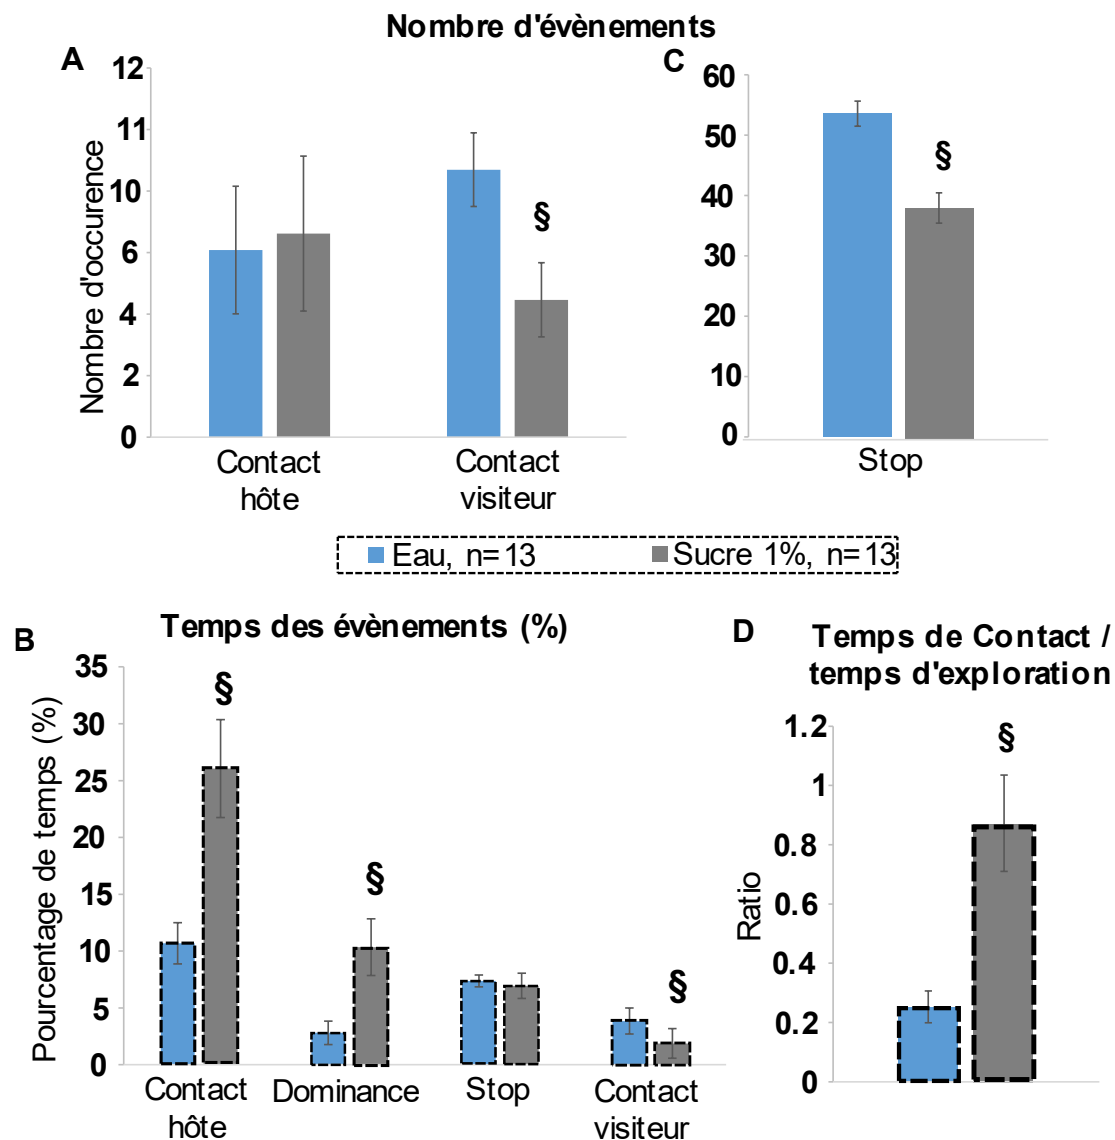 Nombre d'évènements
A
12
11
10
6
4
2
0
Nombre d'occurence
§
Contact
hôte
Contact
visiteur
C
60
50
40
30
20
10
0
§
Stop
Eau, n=13
Sucre 1%, n=13
B
Temps des évènements (%)
35
30
25
20
15
10
5
0
Pourcentage de temps (%)
§
§
§
Contact
hôte
Dominance
Stop
Contact
visiteur
D
Temps de Contact /
temps d'exploration
1.2
1
0.8
0.6
0.4
0.2
0
Ratio
§